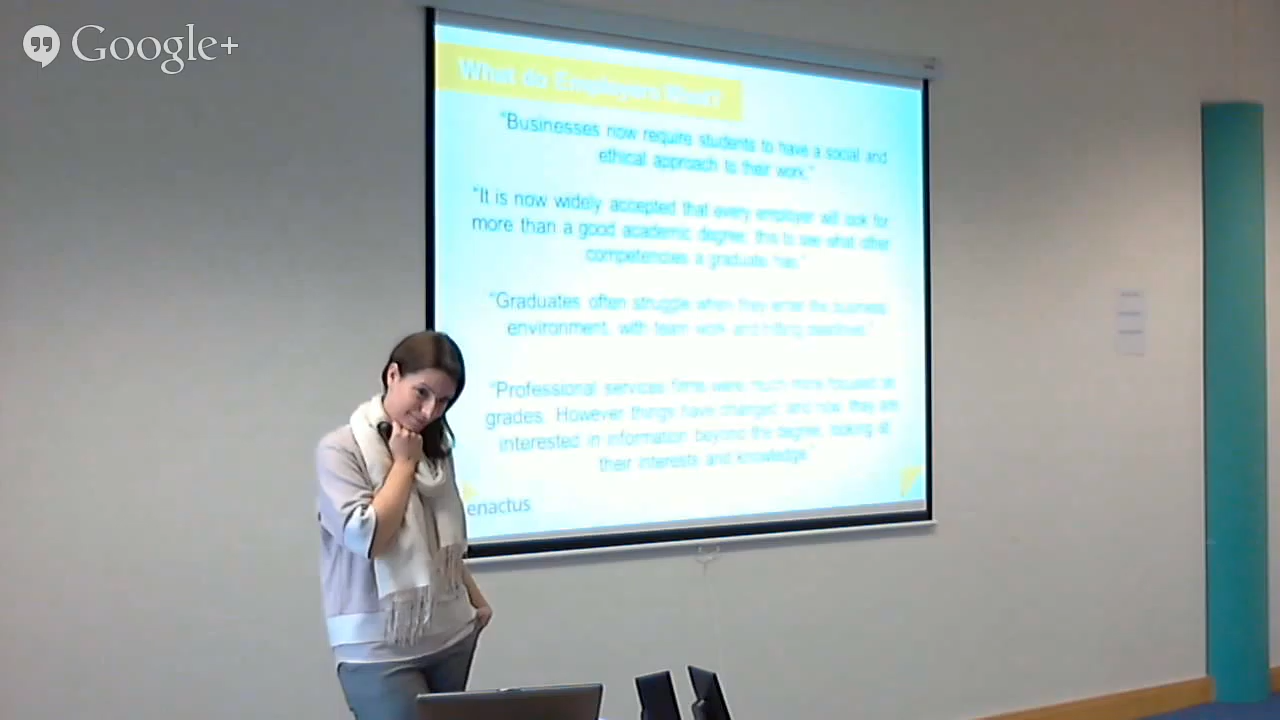 Google+
What do Employers Want?
"Businesses now require students to have a social and
ethical approach to their work."
"It is now widely accepted that every employer will look for
more than a good academic degree; this to see what other
competencies a graduate has."
"Graduates often struggle when they enter the business
environment, with team work and hitting deadlines."
"Professional services firms were much more focused on
grades. However things have changed, and now they are
interested in information beyond the degree, looking at
their interests and knowledge."
enactus